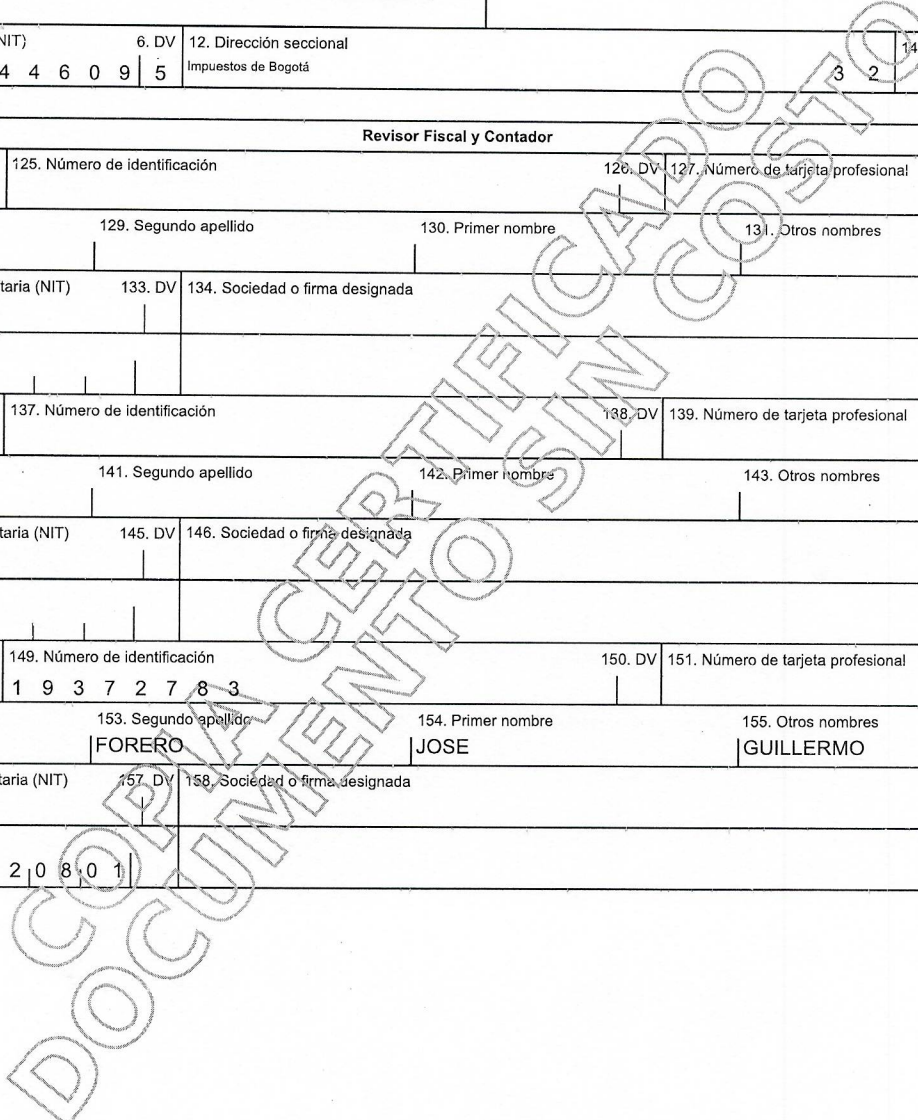 NIT) 6. DV 12. Dirección seccional 14
4 4 6 0 9 5 Impuestos de Bogotá 3 2
Revisor Fiscal y Contador
125. Número de identificación 126. DV 127. Número de tarjeta profesional
129. Segundo apellido 130. Primer nombre 131. Otros nombres
taria (NIT) 133. DV 134. Sociedad o firma designada
137. Número de identificación 138. DV 139. Número de tarjeta profesional
141. Segundo apellido 142. Primer nombre 143. Otros nombres
taria (NIT) 145. DV 146. Sociedad o firma designada
149. Número de identificación 150. DV 151. Número de tarjeta profesional
1 9 3 7 2 7 8 3
153. Segundo apellido 154. Primer nombre 155. Otros nombres
FORERO JOSE GUILLERMO
taria (NIT) 157. DV 158. Sociedad o firma designada
2 0 8 0 1
COPIA CERTIFICADO
DOCUMENTO SIN COSTO